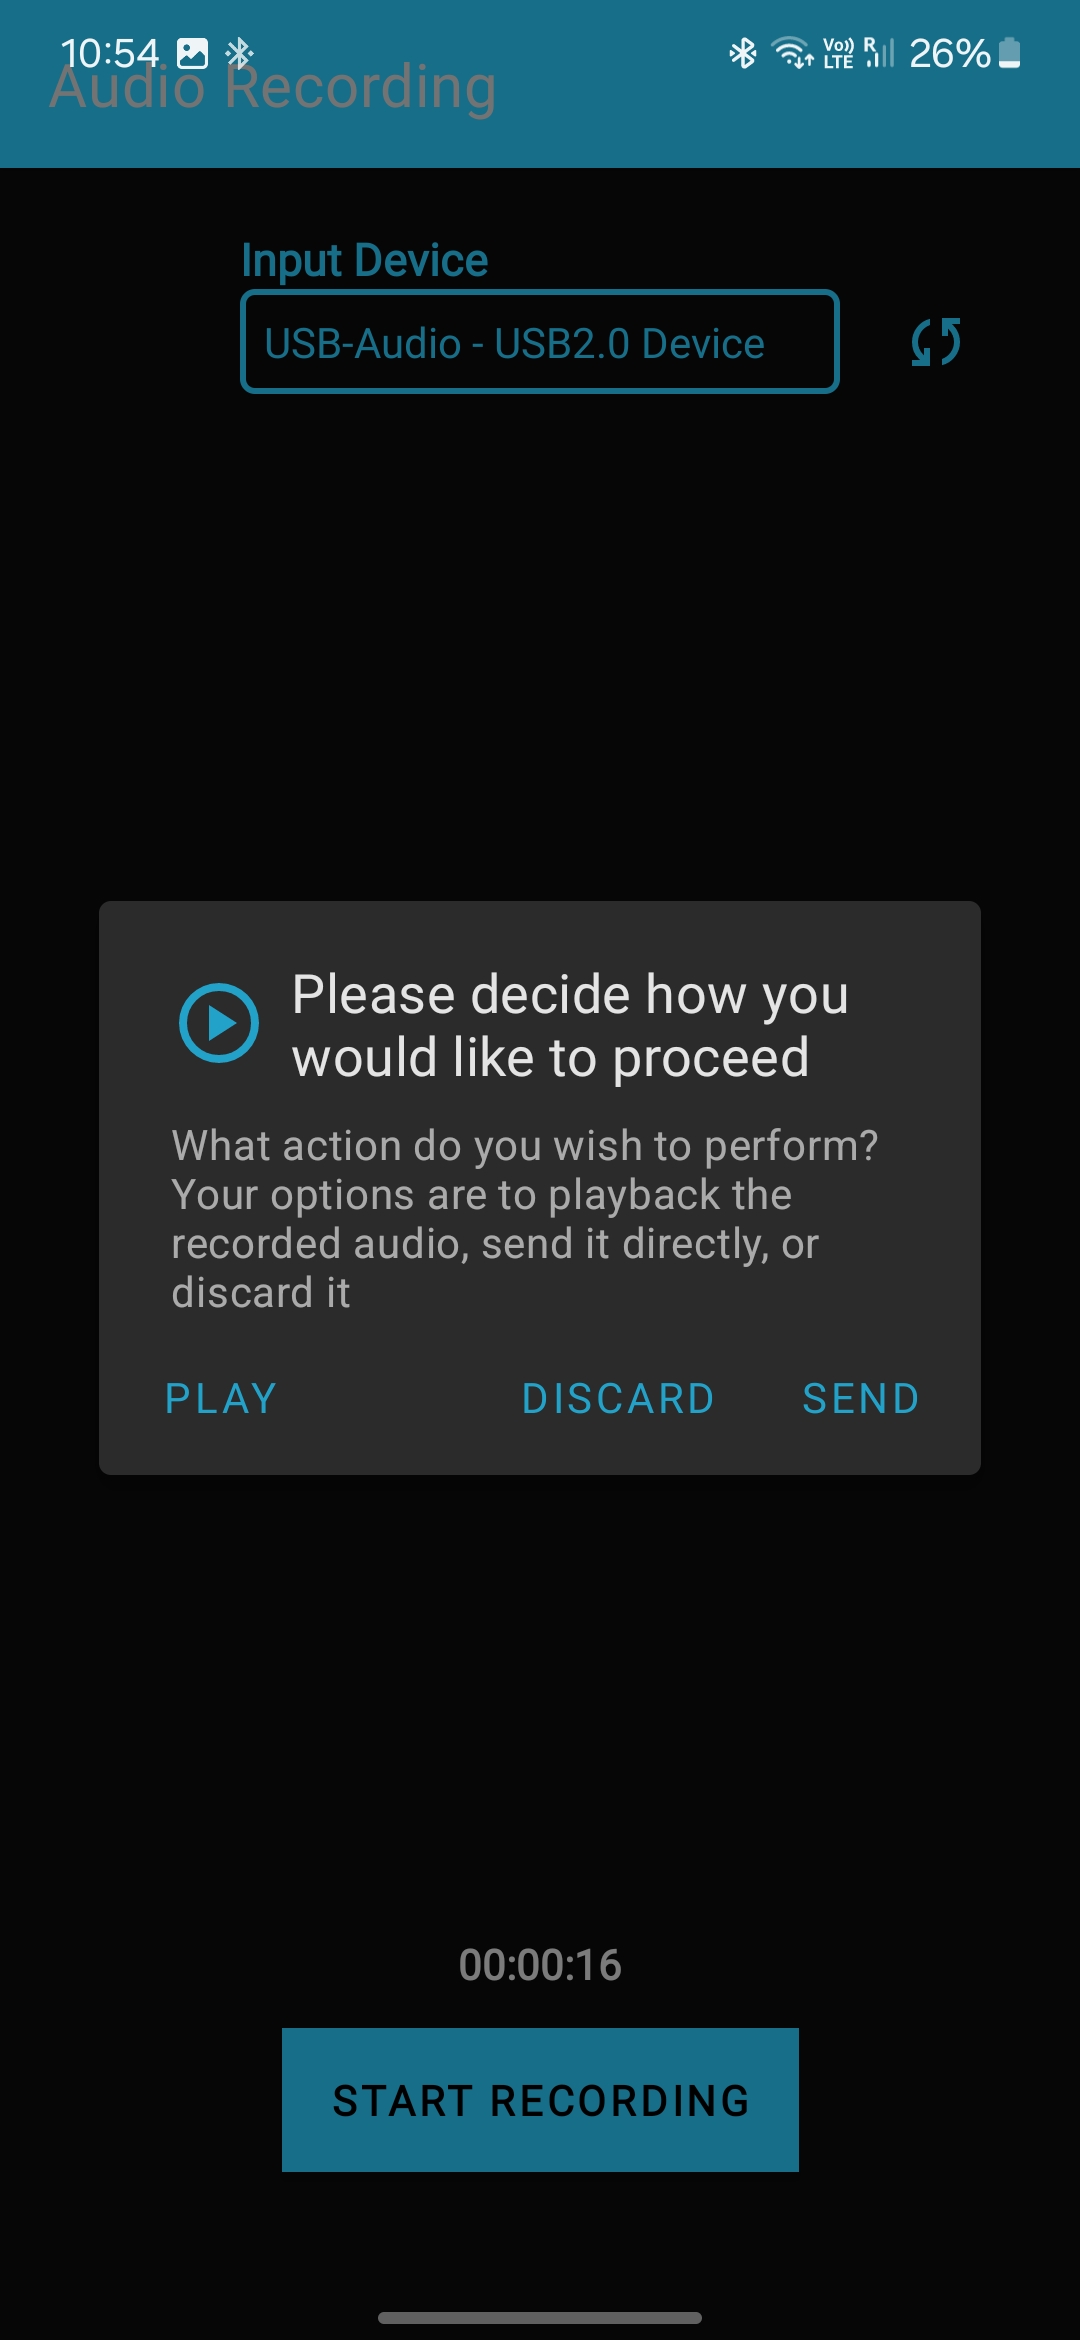 10:54
Vo)) LTE R 26%
Audio Recording
Input Device
USB-Audio - USB2.0 Device
Please decide how you
would like to proceed
What action do you wish to perform?
Your options are to playback the
recorded audio, send it directly, or
discard it
PLAY DISCARD SEND
00:00:16
START RECORDING